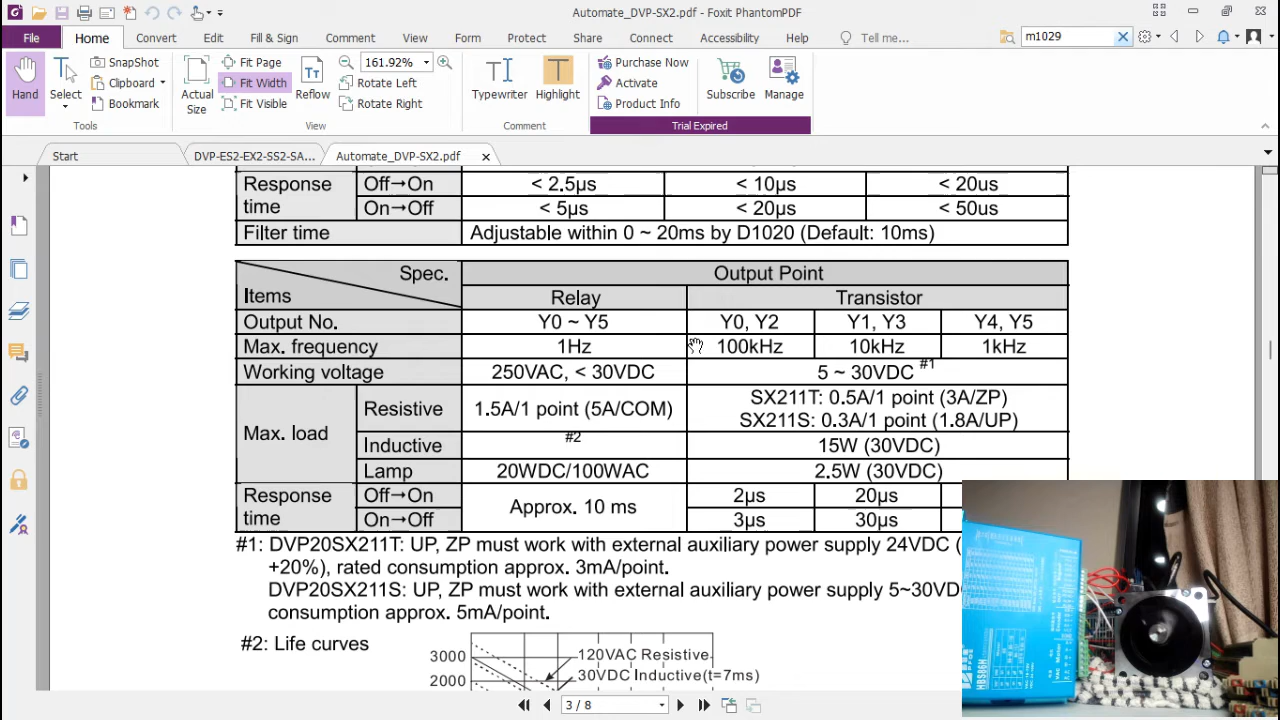 Automate_DVP-SX2.pdf - Foxit PhantomPDF
File Home Convert Edit Fill & Sign Comment View Form Protect Share Connect Accessibility Help Tell me... m1029
Hand
Select
SnapShot
Clipboard
Bookmark
Tools
Actual Size
Fit Page
Fit Width
Fit Visible
Reflow
161.92%
Rotate Left
Rotate Right
View
Typewriter
Highlight
Comment
Purchase Now
Activate
Product Info
Trial Expired
Subscribe
Manage
Start DVP-ES2-EX2-SS2-SA... Automate_DVP-SX2.pdf
Response time Off→On < 2.5µs < 10µs < 20us
On→Off < 5µs < 20µs < 50us
Filter time Adjustable within 0 ~ 20ms by D1020 (Default: 10ms)
Spec. Output Point
Items Relay Transistor
Output No. Y0 ~ Y5 Y0, Y2 Y1, Y3 Y4, Y5
Max. frequency 1Hz 100kHz 10kHz 1kHz
Working voltage 250VAC, < 30VDC 5 ~ 30VDC #1
Max. load Resistive 1.5A/1 point (5A/COM) SX211T: 0.5A/1 point (3A/ZP)
SX211S: 0.3A/1 point (1.8A/UP)
Inductive #2 15W (30VDC)
Lamp 20WDC/100WAC 2.5W (30VDC)
Response time Off→On Approx. 10 ms 2µs 20µs
On→Off 3µs 30µs
#1: DVP20SX211T: UP, ZP must work with external auxiliary power supply 24VDC (
+20%), rated consumption approx. 3mA/point.
DVP20SX211S: UP, ZP must work with external auxiliary power supply 5~30VD
consumption approx. 5mA/point.
#2: Life curves
3000
2000
120VAC Resistive
30VDC Inductive(t=7ms)
3 / 8
HBS86H